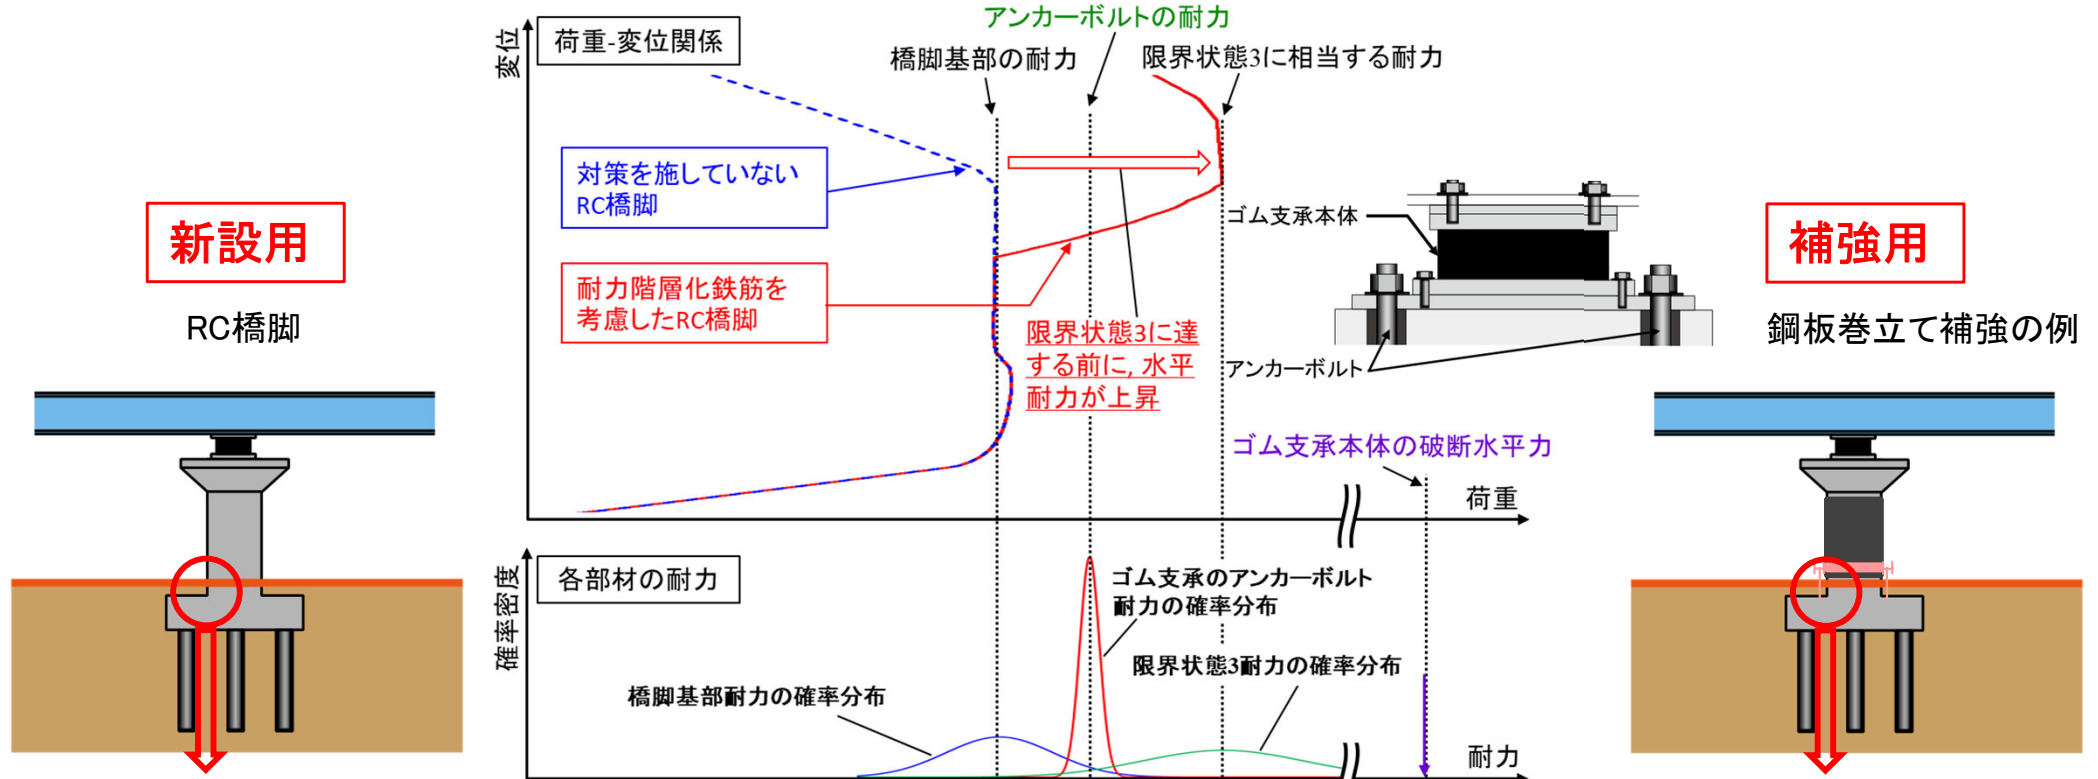 新設用
RC橋脚
変位
荷重-変位関係
アンカーボルトの耐力
橋脚基部の耐力
限界状態3に相当する耐力
対策を施していない
RC橋脚
耐力階層化鉄筋を
考慮したRC橋脚
限界状態3に達
する前に, 水平
耐力が上昇
ゴム支承本体
アンカーボルト
ゴム支承本体の破断水平力
荷重
確率密度
各部材の耐力
ゴム支承のアンカーボルト
耐力の確率分布
限界状態3耐力の確率分布
橋脚基部耐力の確率分布
耐力
補強用
鋼板巻立て補強の例